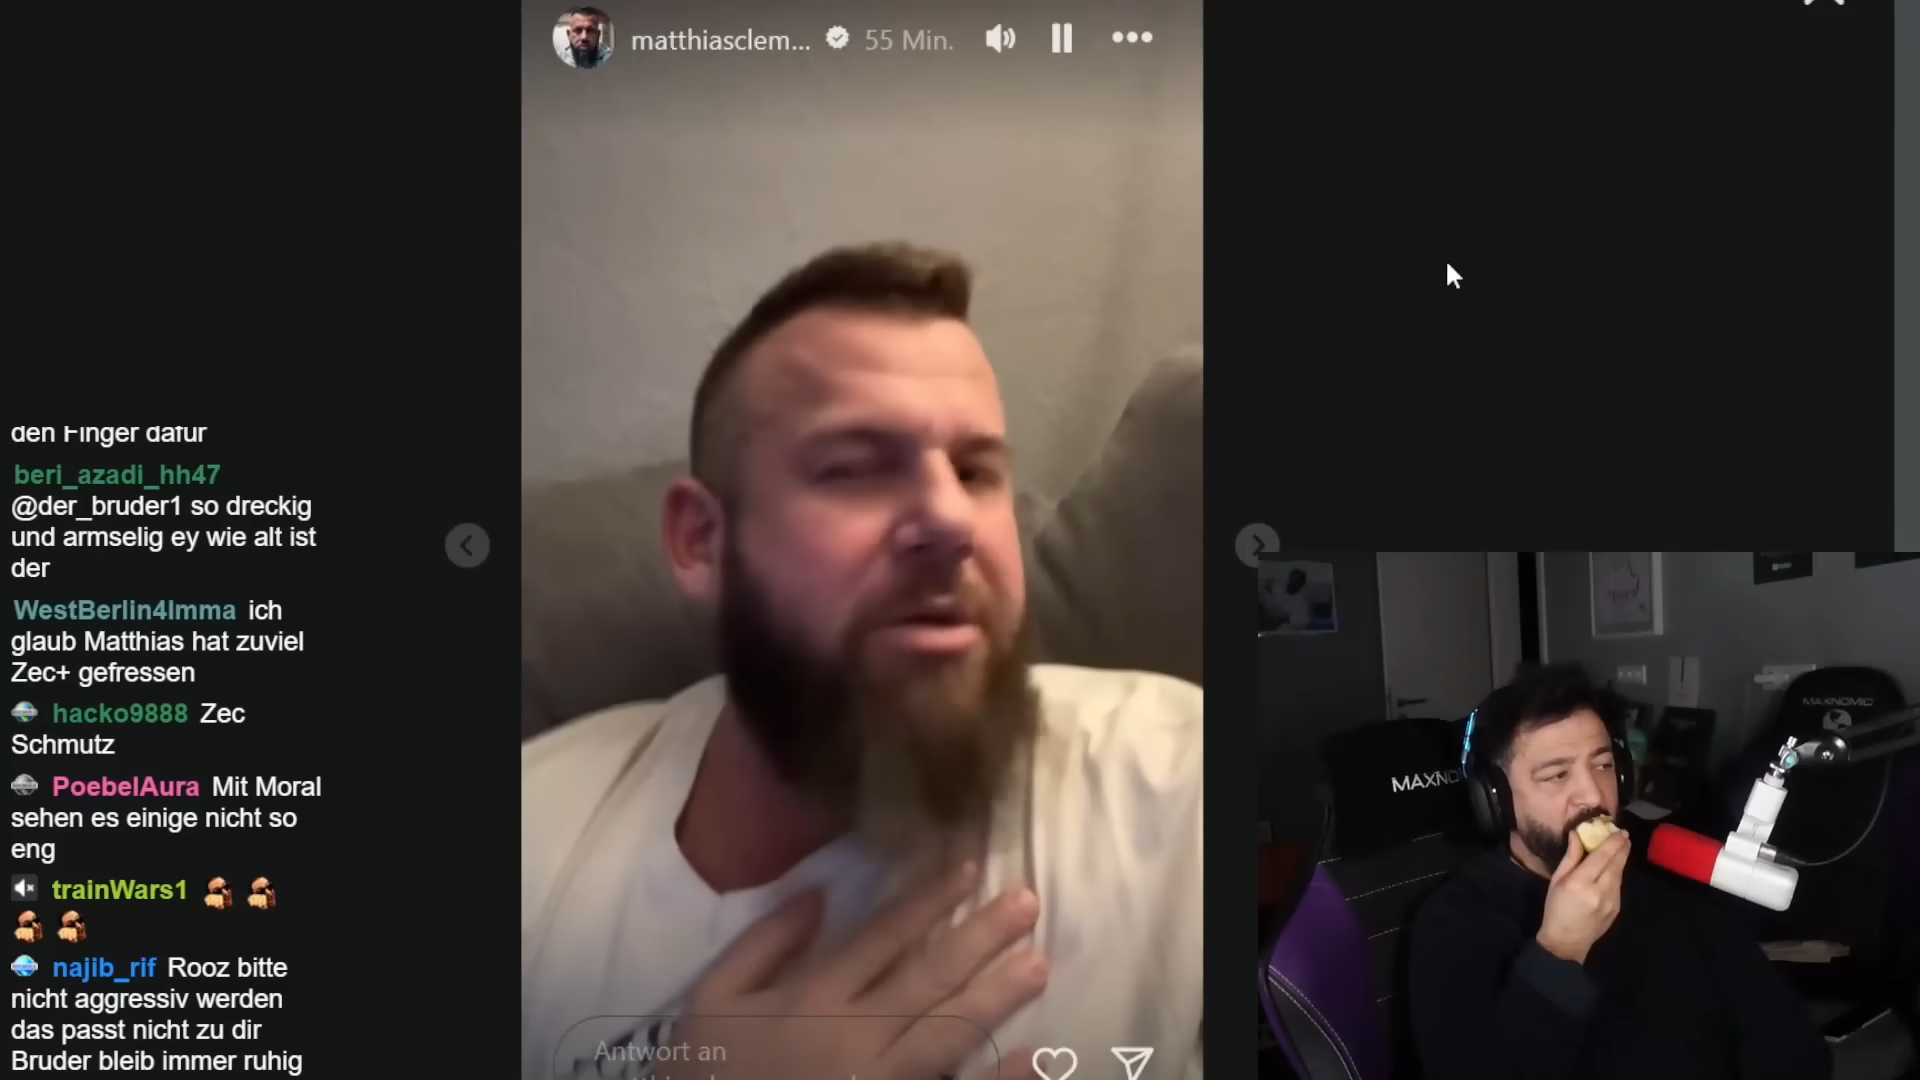 matthiasclem... 55 Min.
den Finger dafür
beri_azadi_hh47
@der_bruder1 so dreckig
und armselig ey wie alt ist
der
WestBerlin4Imma ich
glaub Matthias hat zuviel
Zec+ gefressen
hacko9888 Zec
Schmutz
PoebelAura Mit Moral
sehen es einige nicht so
eng
trainWars1
najib_rif Rooz bitte
nicht aggressiv werden
das passt nicht zu dir
Bruder bleib immer ruhig
Antwort an
MAXNOMIC
MAXNO